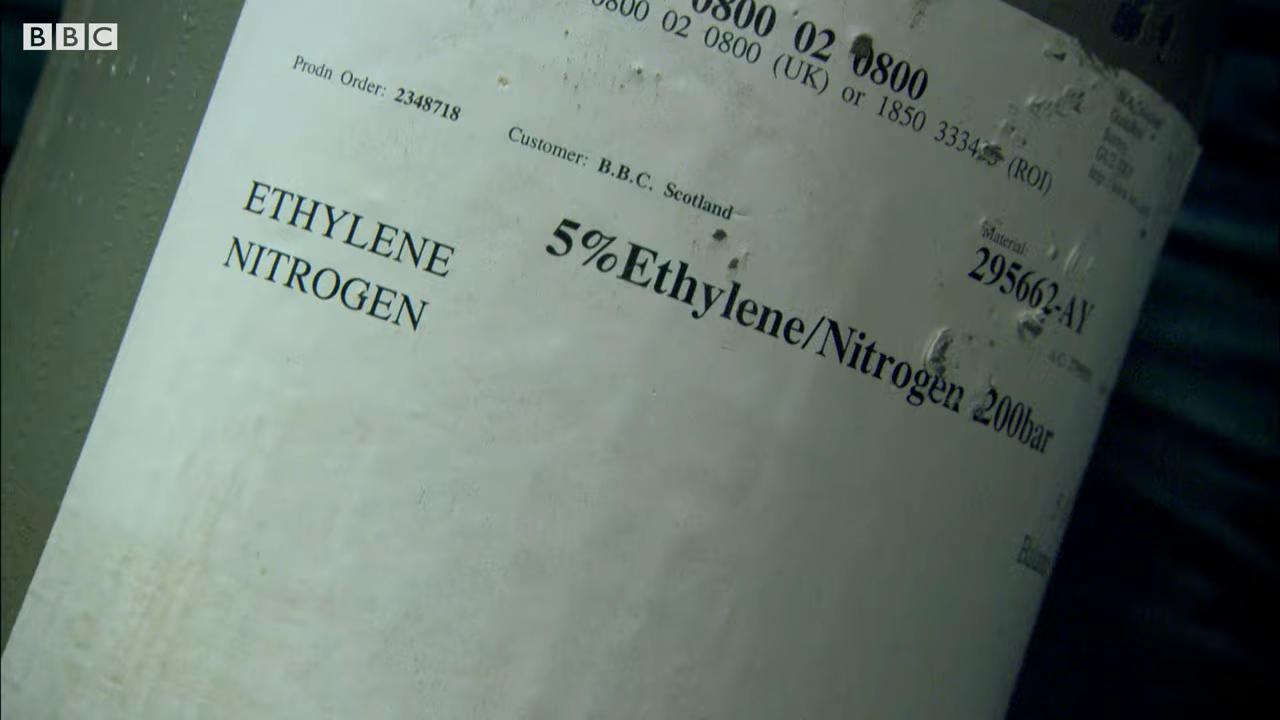 BBC
0800 02 0800
0800 02 0800 (UK) or 1850 333435 (ROI)
Prodn Order: 2348718
Customer: B.B.C. Scotland
Material:
295662-AY
ETHYLENE
NITROGEN
5%Ethylene/Nitrogen 200bar